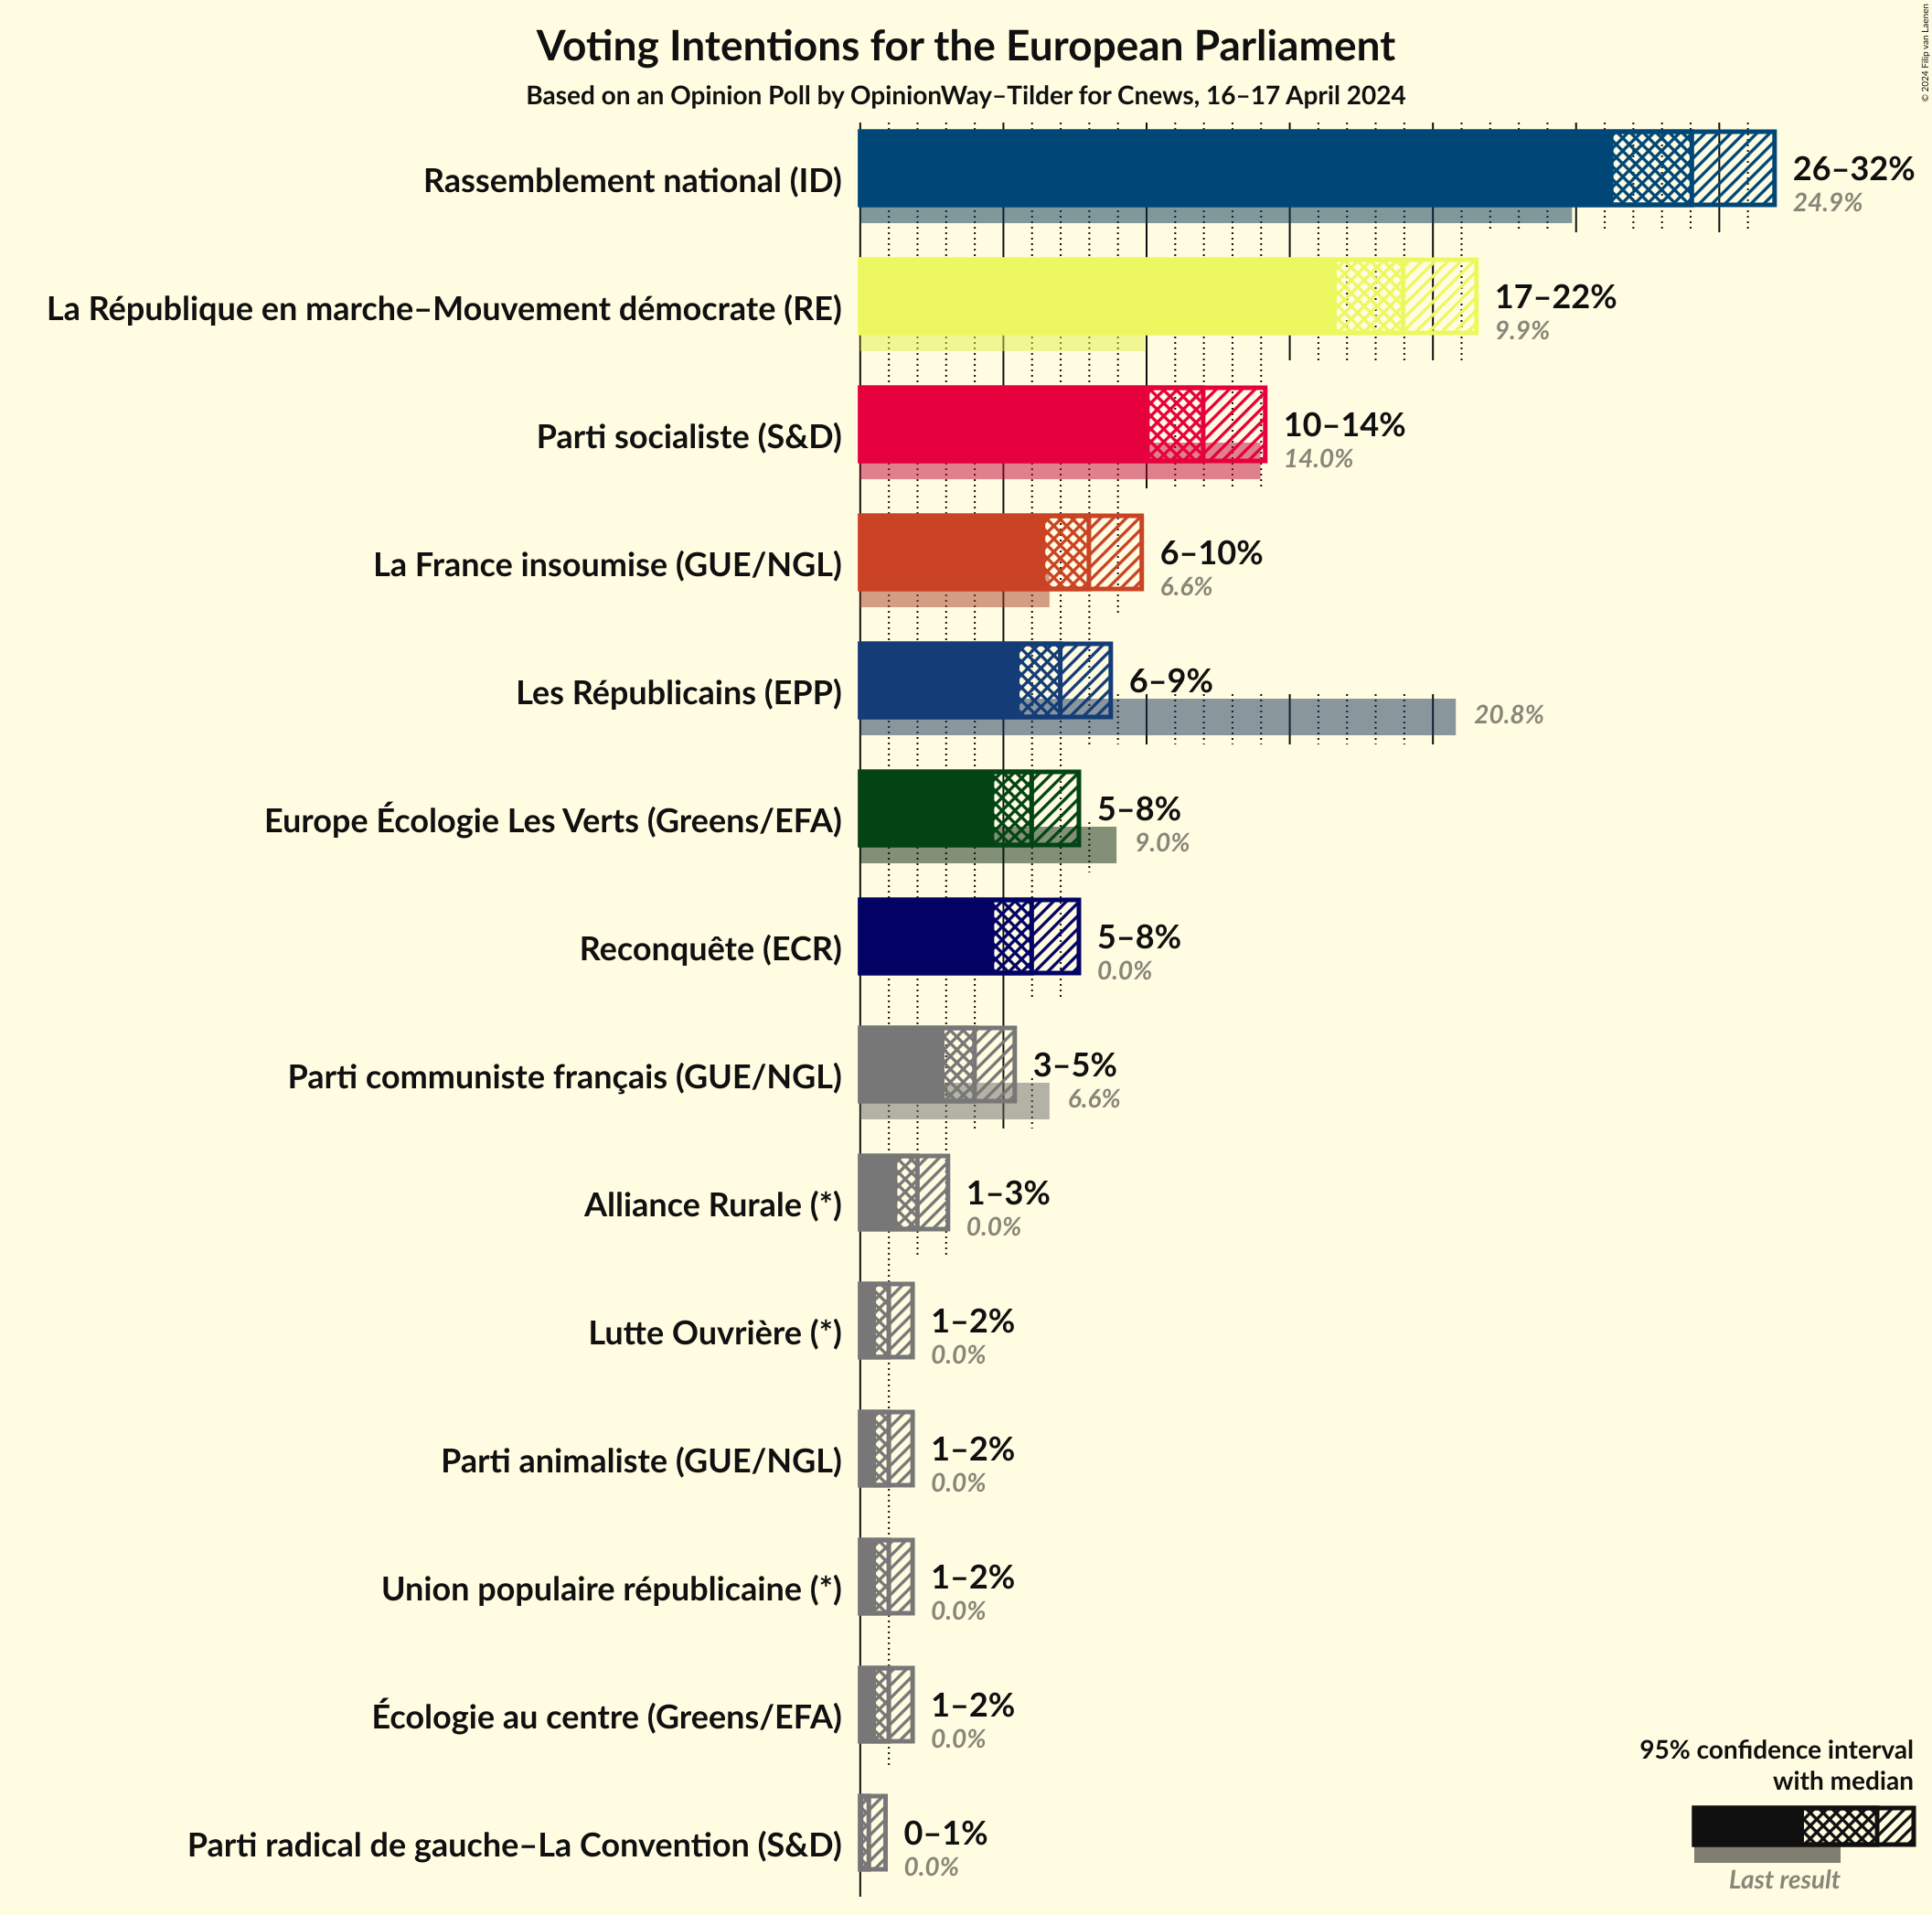 Voting Intentions for the European Parliament
Based on an Opinion Poll by OpinionWay–Tilder for Cnews, 16–17 April 2024
© 2024 Filip van Laenen
Rassemblement national (ID)
26–32%
24.9%
La République en marche–Mouvement démocrate (RE)
17–22%
9.9%
Parti socialiste (S&D)
10–14%
14.0%
La France insoumise (GUE/NGL)
6–10%
6.6%
Les Républicains (EPP)
6–9%
20.8%
Europe Écologie Les Verts (Greens/EFA)
5–8%
9.0%
Reconquête (ECR)
5–8%
0.0%
Parti communiste français (GUE/NGL)
3–5%
6.6%
Alliance Rurale (*)
1–3%
0.0%
Lutte Ouvrière (*)
1–2%
0.0%
Parti animaliste (GUE/NGL)
1–2%
0.0%
Union populaire républicaine (*)
1–2%
0.0%
Écologie au centre (Greens/EFA)
1–2%
0.0%
Parti radical de gauche–La Convention (S&D)
0–1%
0.0%
95% confidence interval
with median
Last result